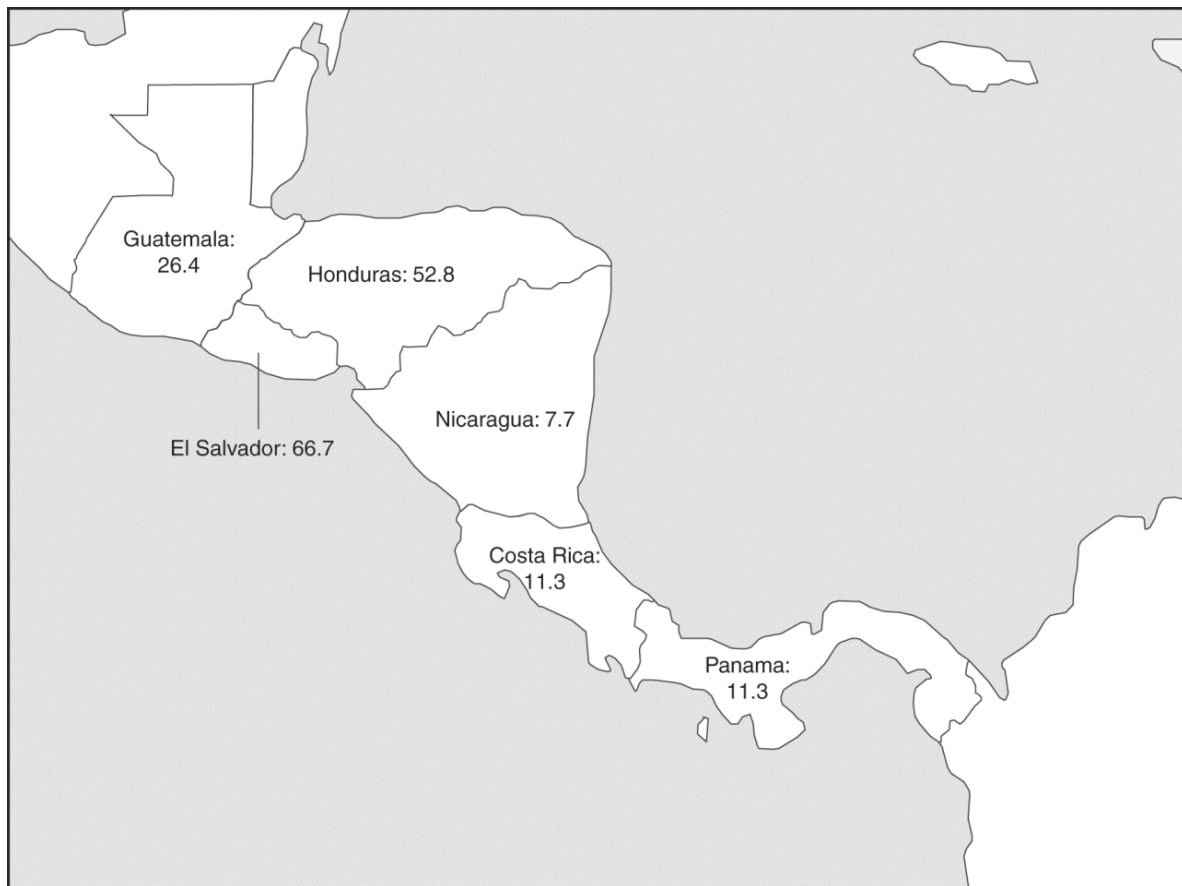 Guatemala:
26.4
Honduras: 52.8
Nicaragua: 7.7
El Salvador: 66.7
Costa Rica:
11.3
Panama:
11.3